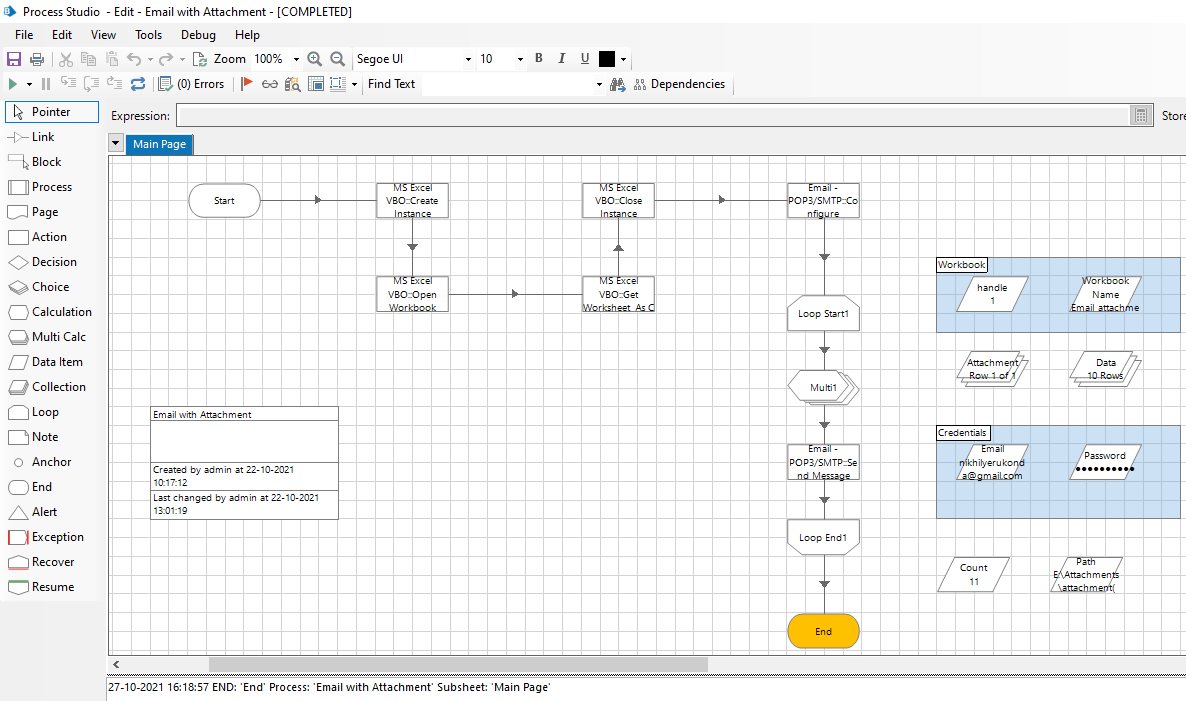 Process Studio - Edit - Email with Attachment - [COMPLETED]
File Edit View Tools Debug Help
Zoom 100% Segoe UI 10 B I U
(0) Errors Find Text Dependencies
Pointer
Link
Block
Process
Page
Action
Decision
Choice
Calculation
Multi Calc
Data Item
Collection
Loop
Note
Anchor
End
Alert
Exception
Recover
Resume
Expression:
Store
Main Page
Start
MS Excel
VBO::Create
Instance
MS Excel
VBO::Close
Instance
Email -
POP3/SMTP::Co
nfigure
MS Excel
VBO::Open
Workbook
MS Excel
VBO::Get
Worksheet As C
Loop Start1
Multi1
Email -
POP3/SMTP::Se
nd Message
Loop End1
End
Workbook
handle
1
Workbook
Name
Email attachme
Attachment
Row 1 of 1
Data
10 Rows
Credentials
Email
nikhilyerukond
a@gmail.com
Password
●●●●●●●●●●
Count
11
Path
E:\Attachments
\attachment(
Email with Attachment
Created by admin at 22-10-2021
10:17:12
Last changed by admin at 22-10-2021
13:01:19
27-10-2021 16:18:57 END: 'End' Process: 'Email with Attachment' Subsheet: 'Main Page'